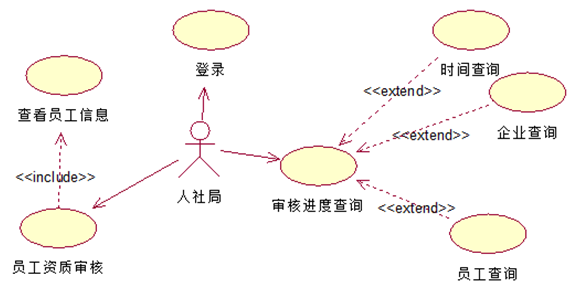 登录
时间查询
<<extend>>
查看员工信息
企业查询
<<extend>>
<<include>>
人社局
审核进度查询
<<extend>>
员工资质审核
员工查询